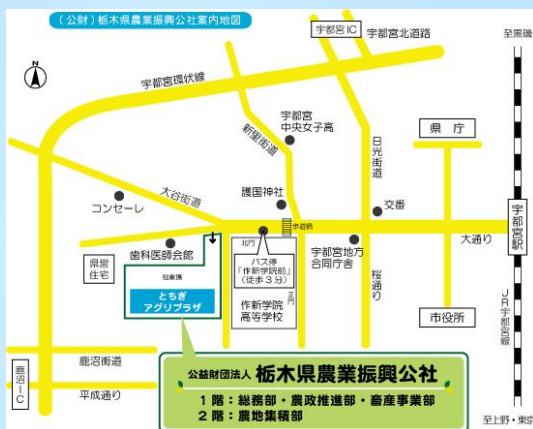 (公財)栃木県農業振興公社案内地図
宇都宮IC
宇都宮北道路
至黒磯
N
宇都宮環状線
宇都宮
中央女子高
新里街道
日光街道
県庁
大谷街道
コンセーレ
護国神社
交番
宇都宮駅
歩道橋
大通り
北門
県営
住宅
歯科医師会館
バス停
「作新学院前」
(徒歩3分)
宇都宮地方
合同庁舎
桜通り
駐車場
とちぎ
アグリプラザ
正門
作新学院
高等学校
市役所
JR宇都宮線
鹿沼街道
鹿沼IC
平成通り
公益財団法人 栃木県農業振興公社
1階:総務部・農政推進部・畜産事業部
2階:農地集積部
至上野・東京